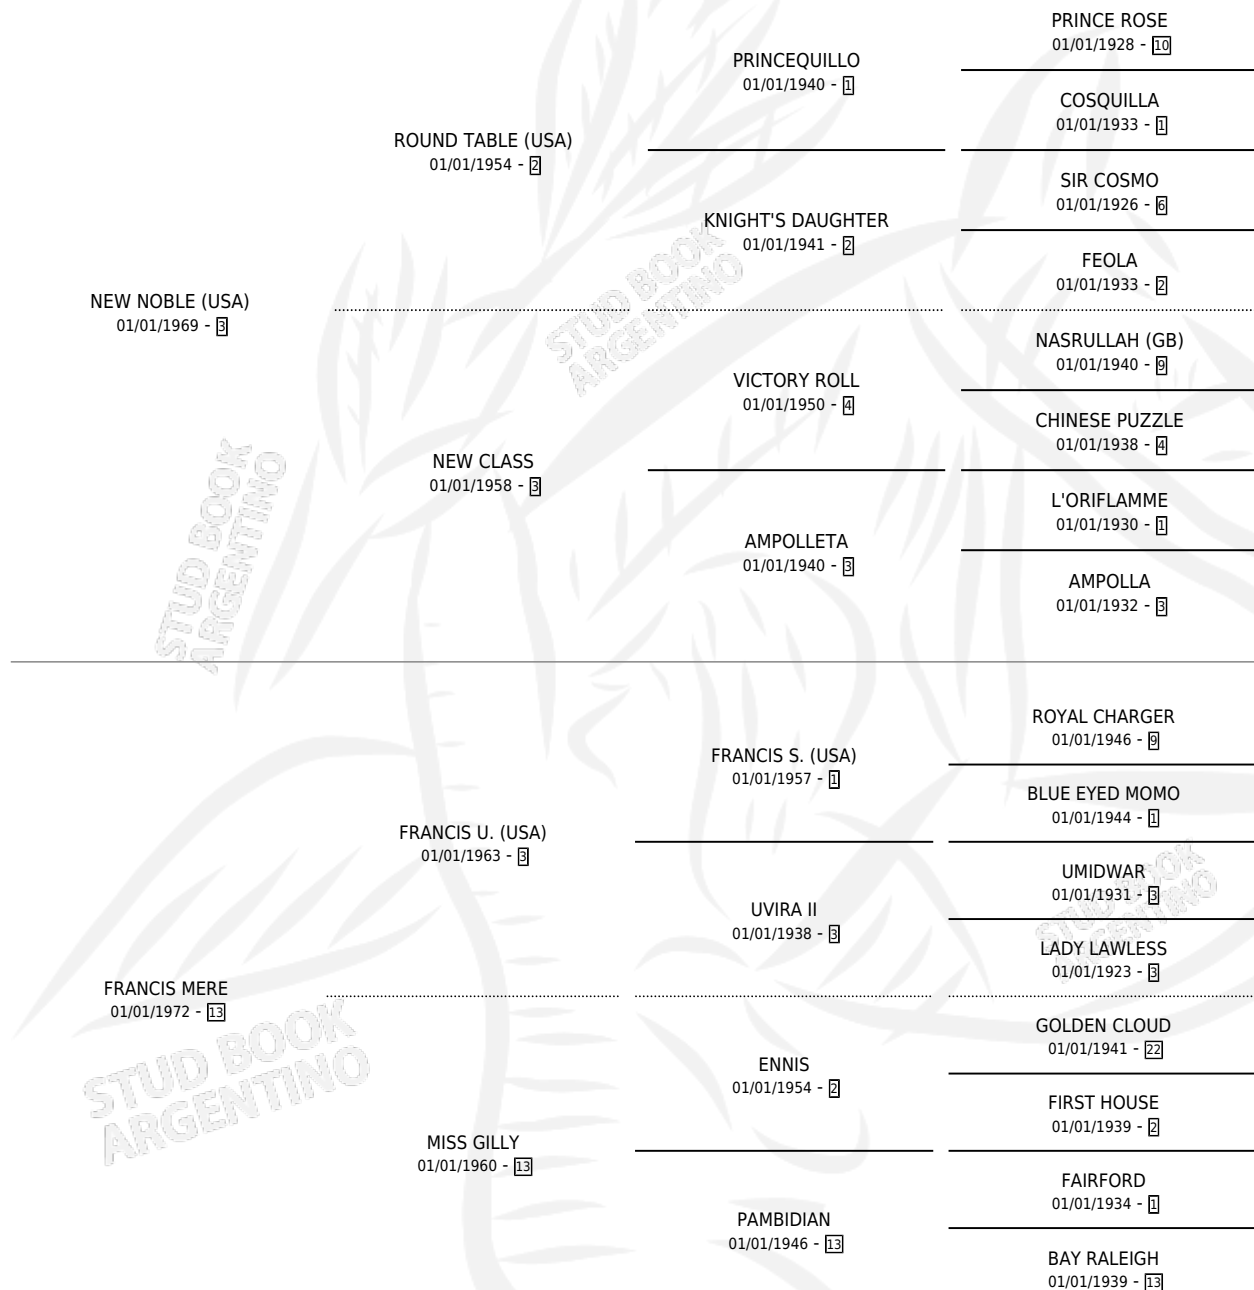 PRINCE ROSE
01/01/1928 - 10
PRINCEQUILLO
01/01/1940 - 1
COSQUILLA
01/01/1933 - 1
ROUND TABLE (USA)
01/01/1954 - 2
SIR COSMO
01/01/1926 - 6
KNIGHT'S DAUGHTER
01/01/1941 - 2
FEOLA
01/01/1933 - 2
NEW NOBLE (USA)
01/01/1969 - 3
NASRULLAH (GB)
01/01/1940 - 9
VICTORY ROLL
01/01/1950 - 4
CHINESE PUZZLE
01/01/1938 - 4
NEW CLASS
01/01/1958 - 3
L'ORIFLAMME
01/01/1930 - 1
AMPOLLETA
01/01/1940 - 3
AMPOLLA
01/01/1932 - 3
ROYAL CHARGER
01/01/1946 - 9
FRANCIS S. (USA)
01/01/1957 - 1
BLUE EYED MOMO
01/01/1944 - 1
FRANCIS U. (USA)
01/01/1963 - 3
UMIDWAR
01/01/1931 - 3
UVIRA II
01/01/1938 - 3
LADY LAWLESS
01/01/1923 - 3
FRANCIS MERE
01/01/1972 - 13
GOLDEN CLOUD
01/01/1941 - 22
ENNIS
01/01/1954 - 2
FIRST HOUSE
01/01/1939 - 2
MISS GILLY
01/01/1960 - 13
FAIRFORD
01/01/1934 - 1
PAMBIDIAN
01/01/1946 - 13
BAY RALEIGH
01/01/1939 - 13
STUD BOOK
ARGENTINO
STUD BOOK
ARGENTINO
STUD BOOK
ARGENTINO
STUD BOOK
ARGENTINO